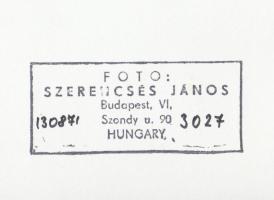 FOTO:
SZERENCSÉS JÁNOS
Budapest, VI,
130871 Szondy u. 90 3027
HUNGARY,